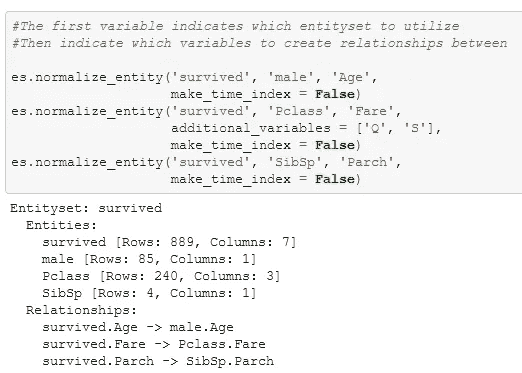 #The first variable indicates which entityset to utilize
#Then indicate which variables to create relationships between

es.normalize_entity('survived', 'male', 'Age',
                    make_time_index = False)
es.normalize_entity('survived', 'Pclass', 'Fare',
                    additional_variables = ['Q', 'S'],
                    make_time_index = False)
es.normalize_entity('survived', 'SibSp', 'Parch',
                    make_time_index = False)
Entityset: survived
  Entities:
    survived [Rows: 889, Columns: 7]
    male [Rows: 85, Columns: 1]
    Pclass [Rows: 240, Columns: 3]
    SibSp [Rows: 4, Columns: 1]
  Relationships:
    survived.Age -> male.Age
    survived.Fare -> Pclass.Fare
    survived.Parch -> SibSp.Parch